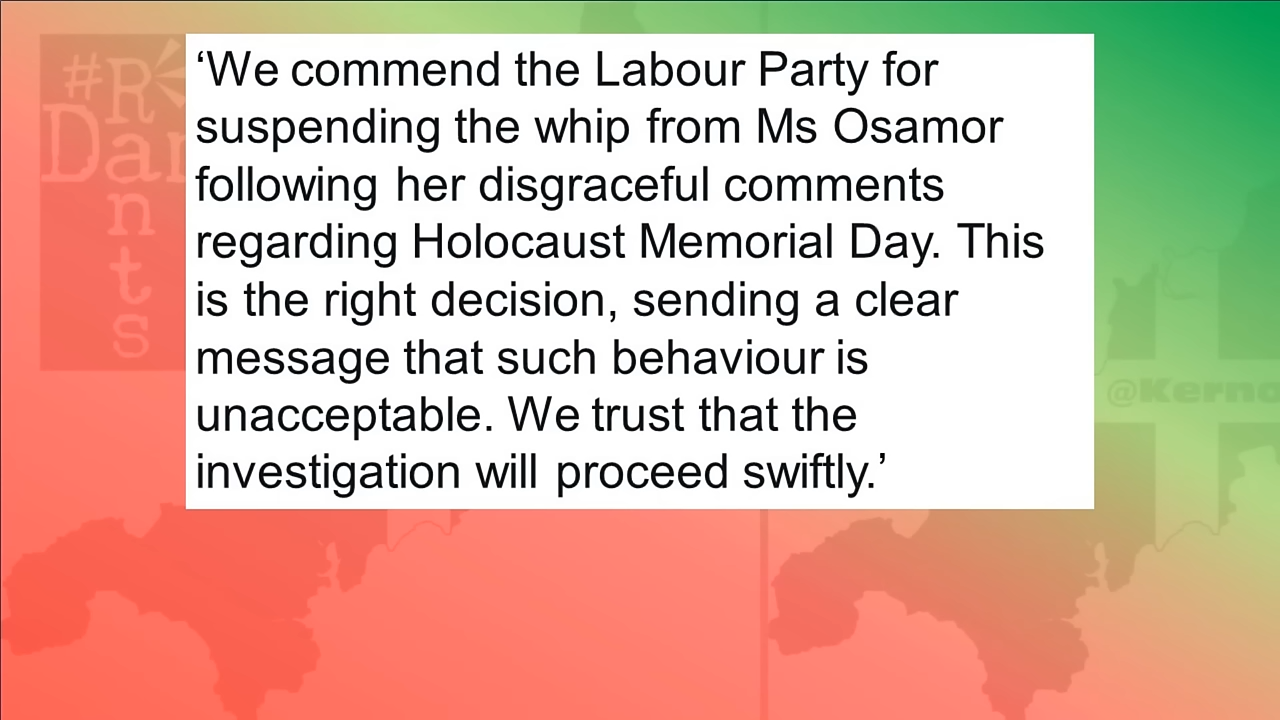 ‘We commend the Labour Party for
suspending the whip from Ms Osamor
following her disgraceful comments
regarding Holocaust Memorial Day. This
is the right decision, sending a clear
message that such behaviour is
unacceptable. We trust that the
investigation will proceed swiftly.’
#R
Dar
n
t
s
@Kerno